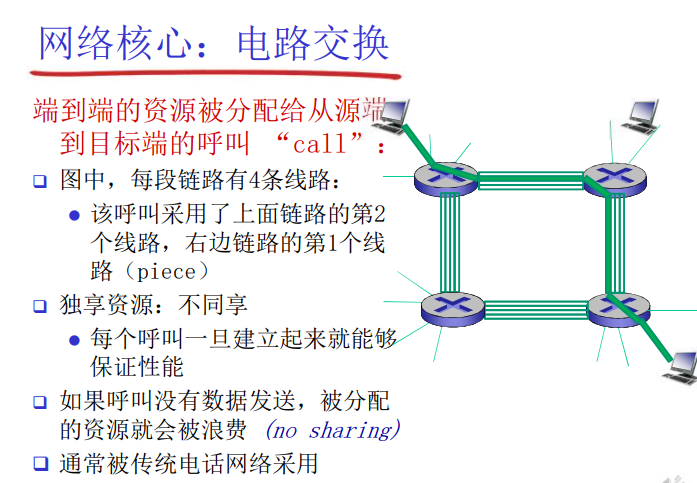 网络核心：电路交换
端到端的资源被分配给从源端
到目标端的呼叫 “call”：
图中，每段链路有4条线路：
该呼叫采用了上面链路的第2
个线路，右边链路的第1个线
路（piece）
独享资源：不同享
每个呼叫一旦建立起来就能够
保证性能
如果呼叫没有数据发送，被分配
的资源就会被浪费 (no sharing)
通常被传统电话网络采用